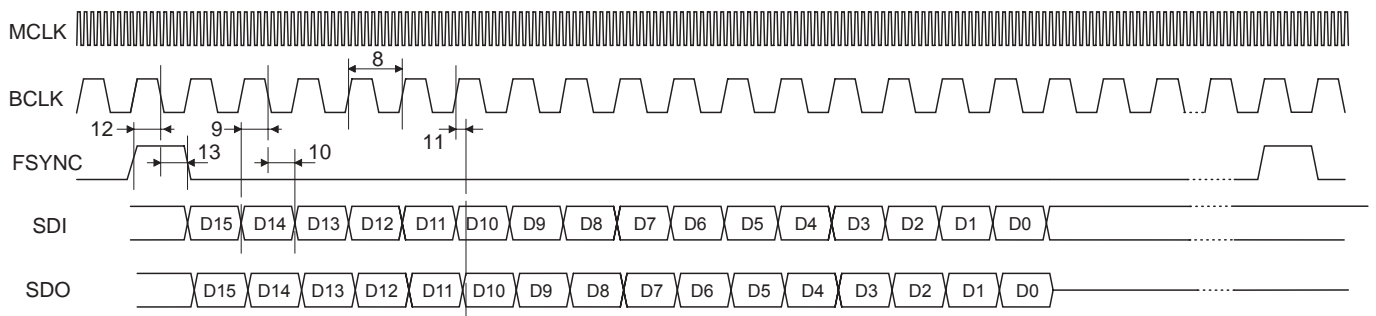 MCLK
8
BCLK
12 9 11
13 10
FSYNC
SDI D15 D14 D13 D12 D11 D10 D9 D8 D7 D6 D5 D4 D3 D2 D1 D0
SDO D15 D14 D13 D12 D11 D10 D9 D8 D7 D6 D5 D4 D3 D2 D1 D0